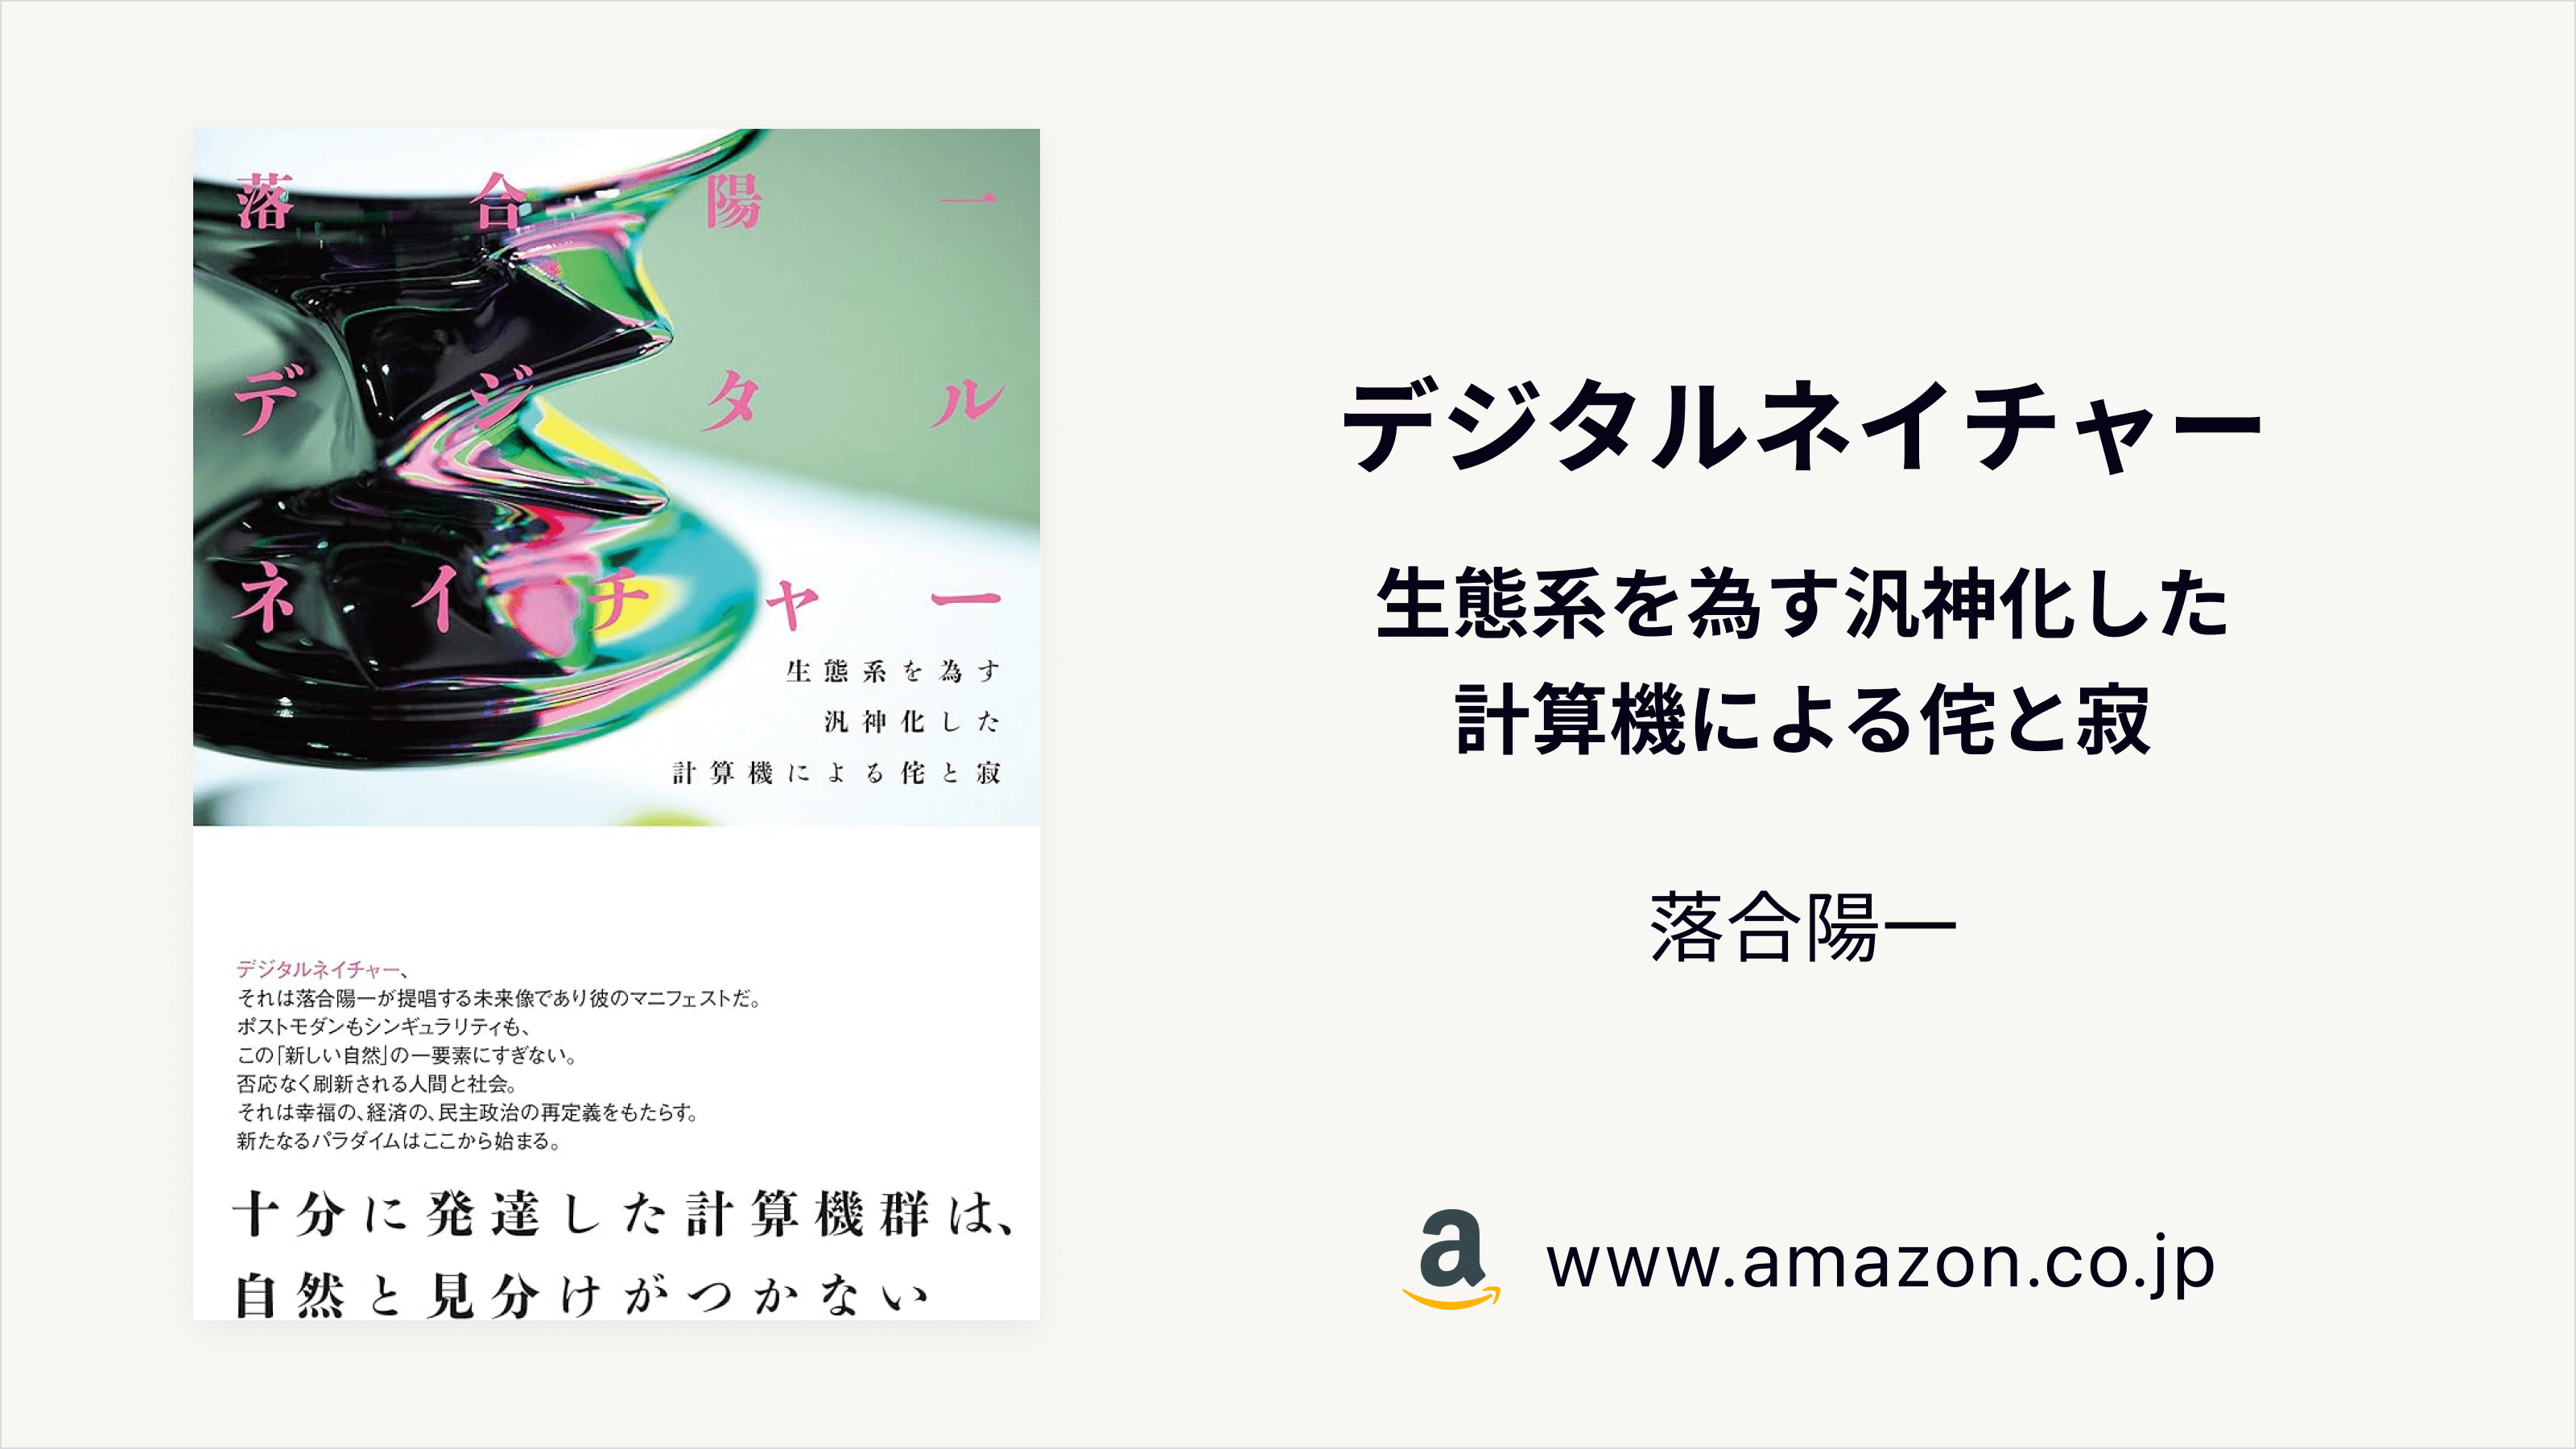 落合陽一
デジタル
ネイチャー
生態系を為す
汎神化した
計算機による侘と寂
デジタルネイチャー、
それは落合陽一が提唱する未来像であり彼のマニフェストだ。
ポストモダンもシンギュラリティも、
この「新しい自然」の一要素にすぎない。
否応なく刷新される人間と社会。
それは幸福の、経済の、民主政治の再定義をもたらす。
新たなるパラダイムはここから始まる。
十分に発達した計算機群は、
自然と見分けがつかない
デジタルネイチャー
生態系を為す汎神化した
計算機による侘と寂
落合陽一
a www.amazon.co.jp